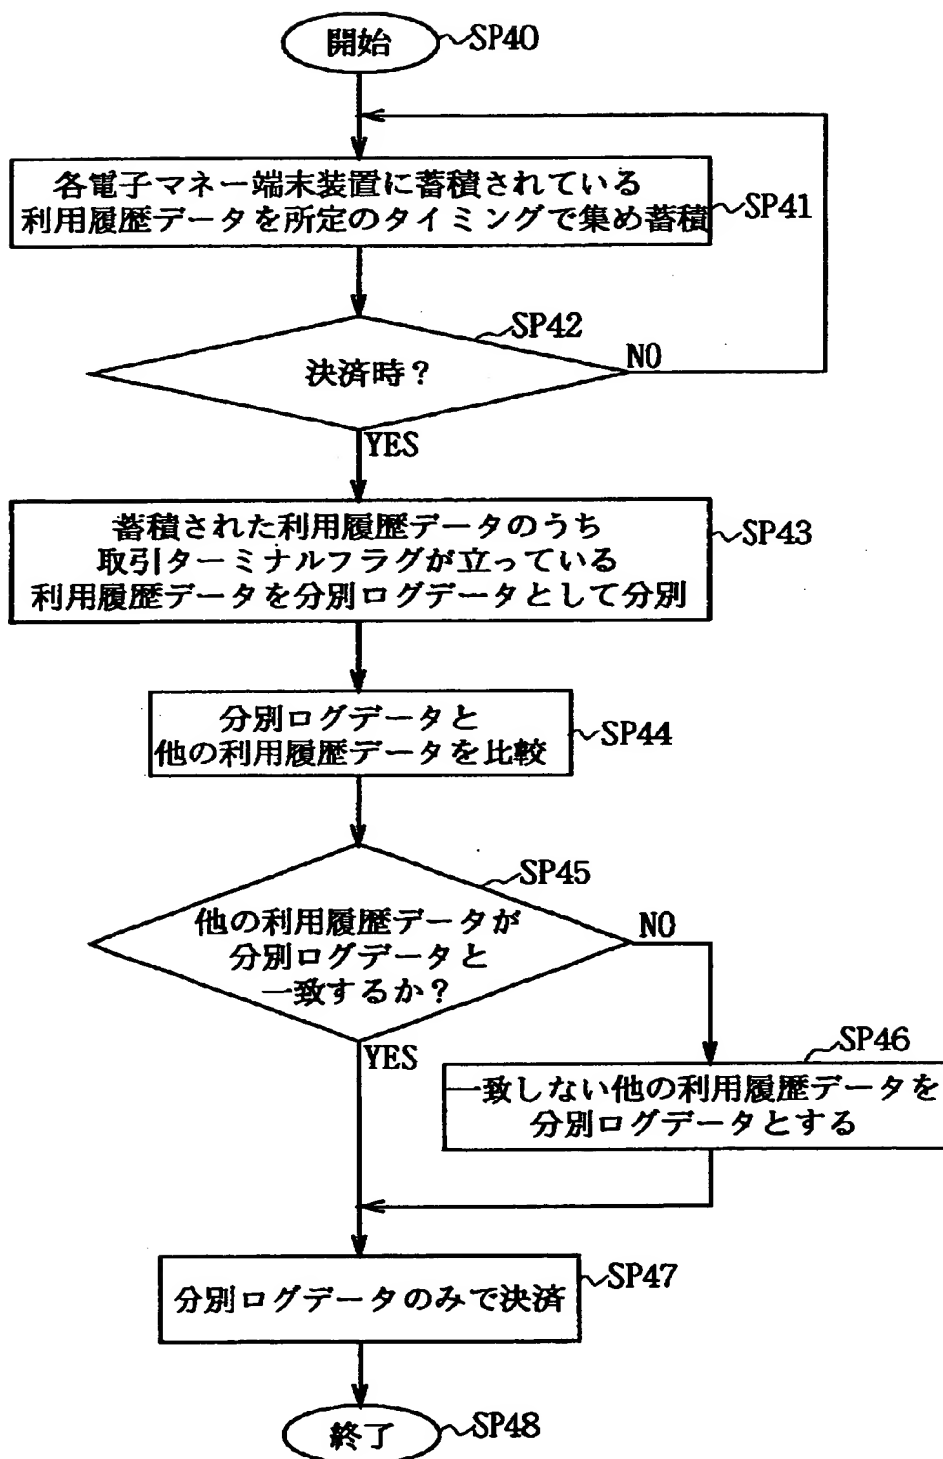 開始
SP40
各電子マネー端末装置に蓄積されている
利用履歴データを所定のタイミングで集め蓄積
SP41
SP42
決済時?
NO
YES
蓄積された利用履歴データのうち
取引ターミナルフラグが立っている
利用履歴データを分別ログデータとして分別
SP43
分別ログデータと
他の利用履歴データを比較
SP44
SP45
他の利用履歴データが
分別ログデータと
一致するか?
NO
YES
SP46
一致しない他の利用履歴データを
分別ログデータとする
分別ログデータのみで決済
SP47
終了
SP48